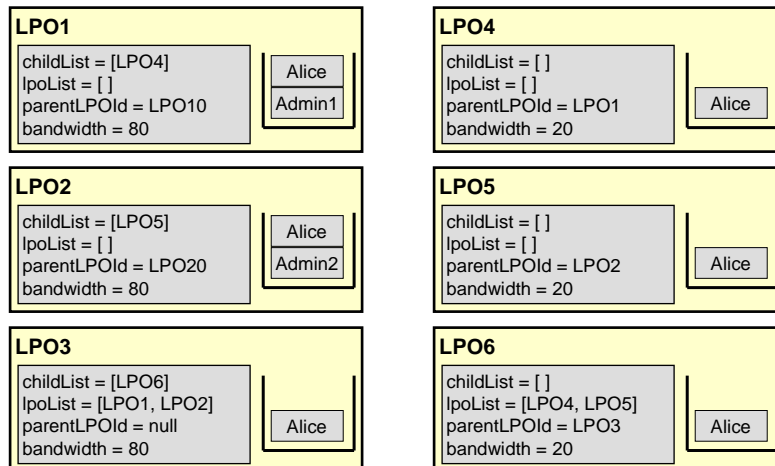 LPO1
childList = [LPO4]
lpoList = [ ]
parentLPOId = LPO10
bandwidth = 80
Alice
Admin1
LPO4
childList = [ ]
lpoList = [ ]
parentLPOId = LPO1
bandwidth = 20
Alice
LPO2
childList = [LPO5]
lpoList = [ ]
parentLPOId = LPO20
bandwidth = 80
Alice
Admin2
LPO5
childList = [ ]
lpoList = [ ]
parentLPOId = LPO2
bandwidth = 20
Alice
LPO3
childList = [LPO6]
lpoList = [LPO1, LPO2]
parentLPOId = null
bandwidth = 80
Alice
LPO6
childList = [ ]
lpoList = [LPO4, LPO5]
parentLPOId = LPO3
bandwidth = 20
Alice